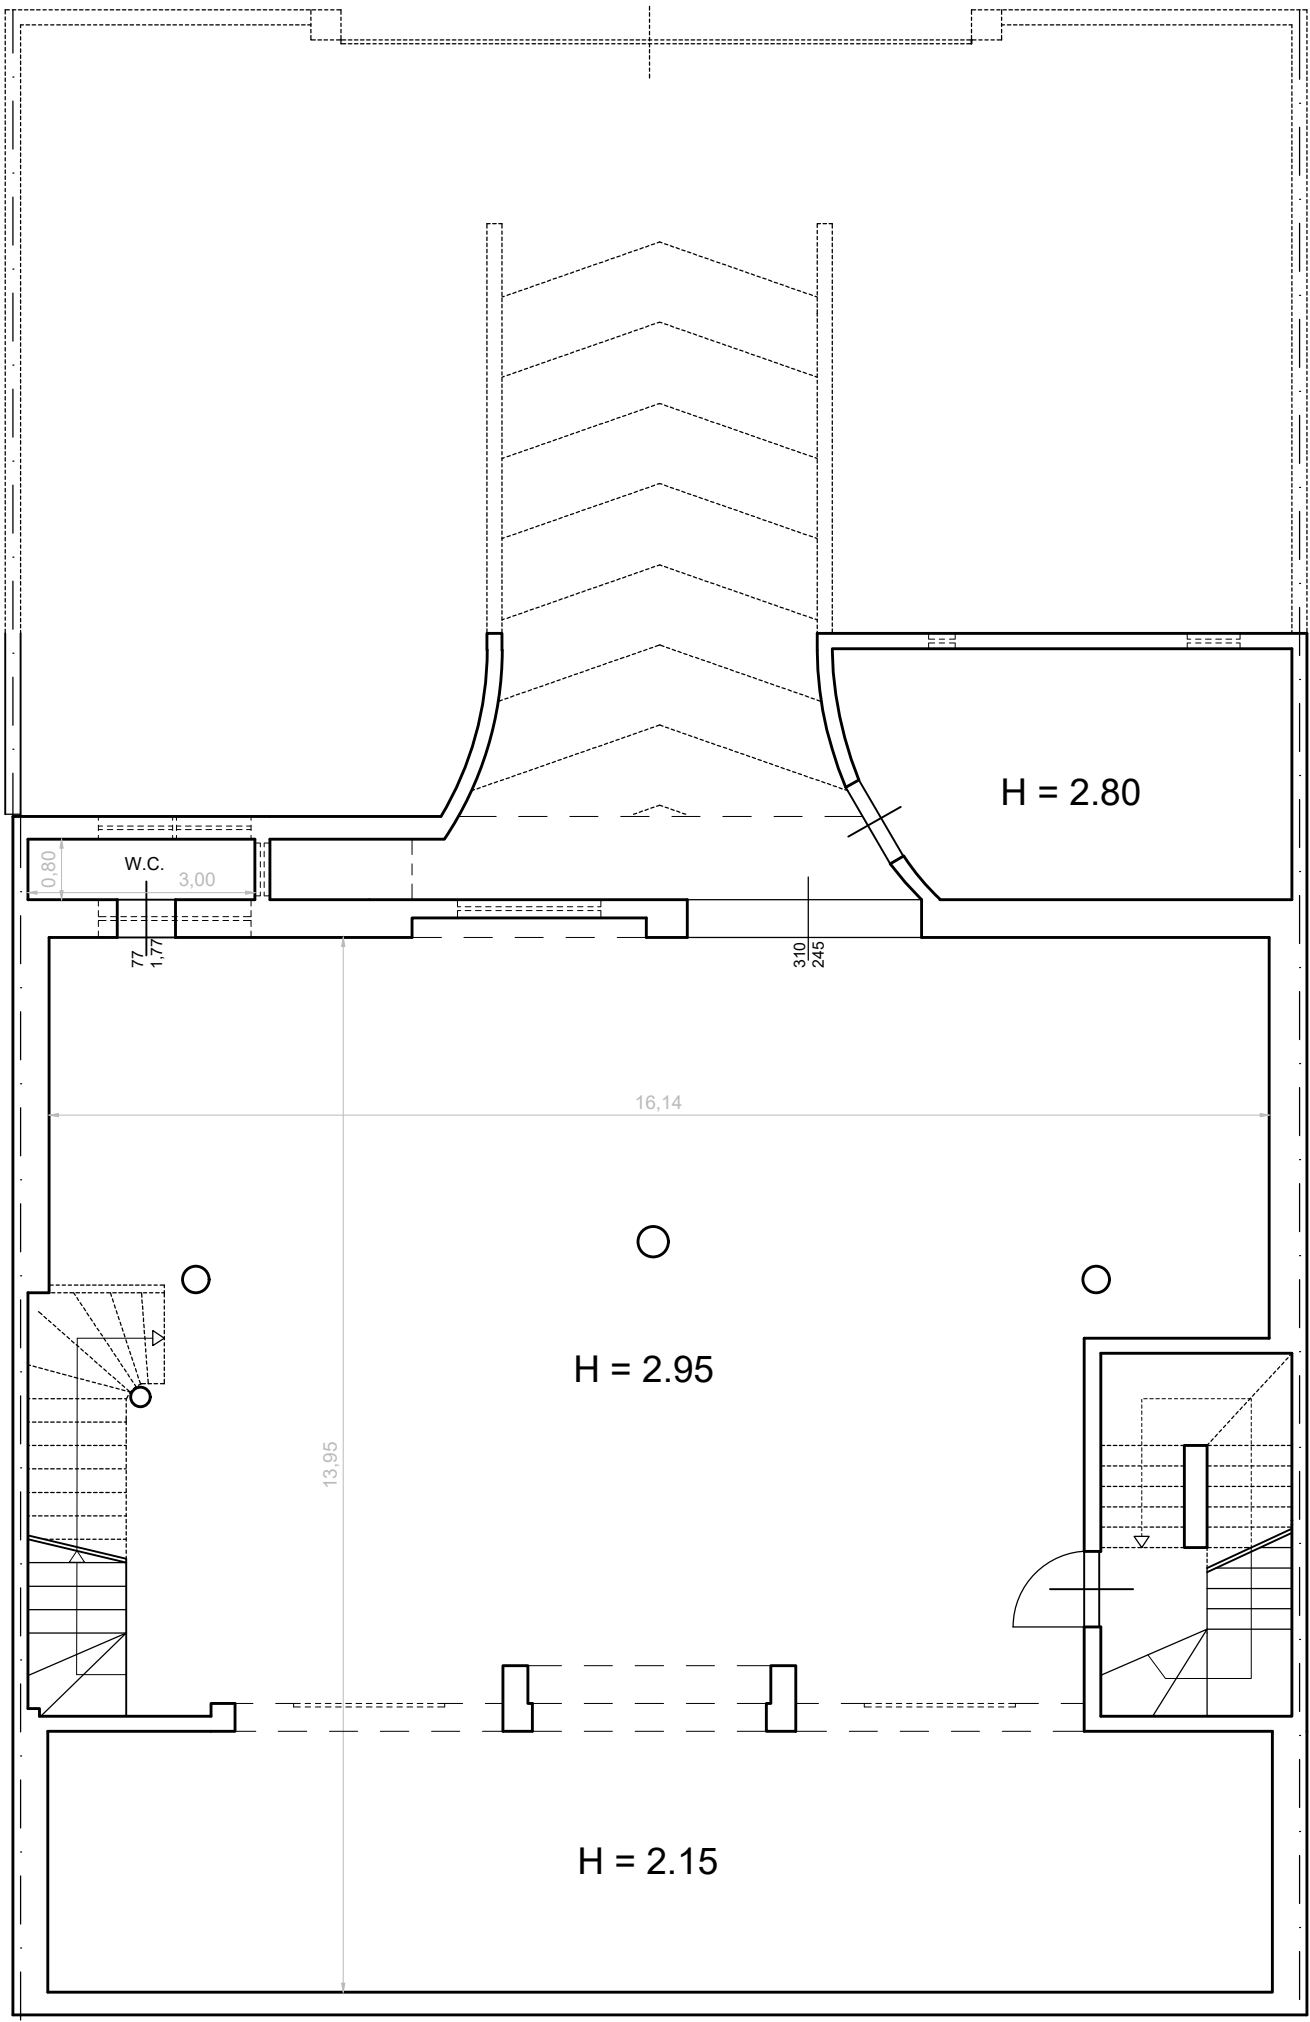 H = 2.80
W.C.
0,80
3,00
77
1,77
310
245
16,14
H = 2.95
13,95
H = 2.15